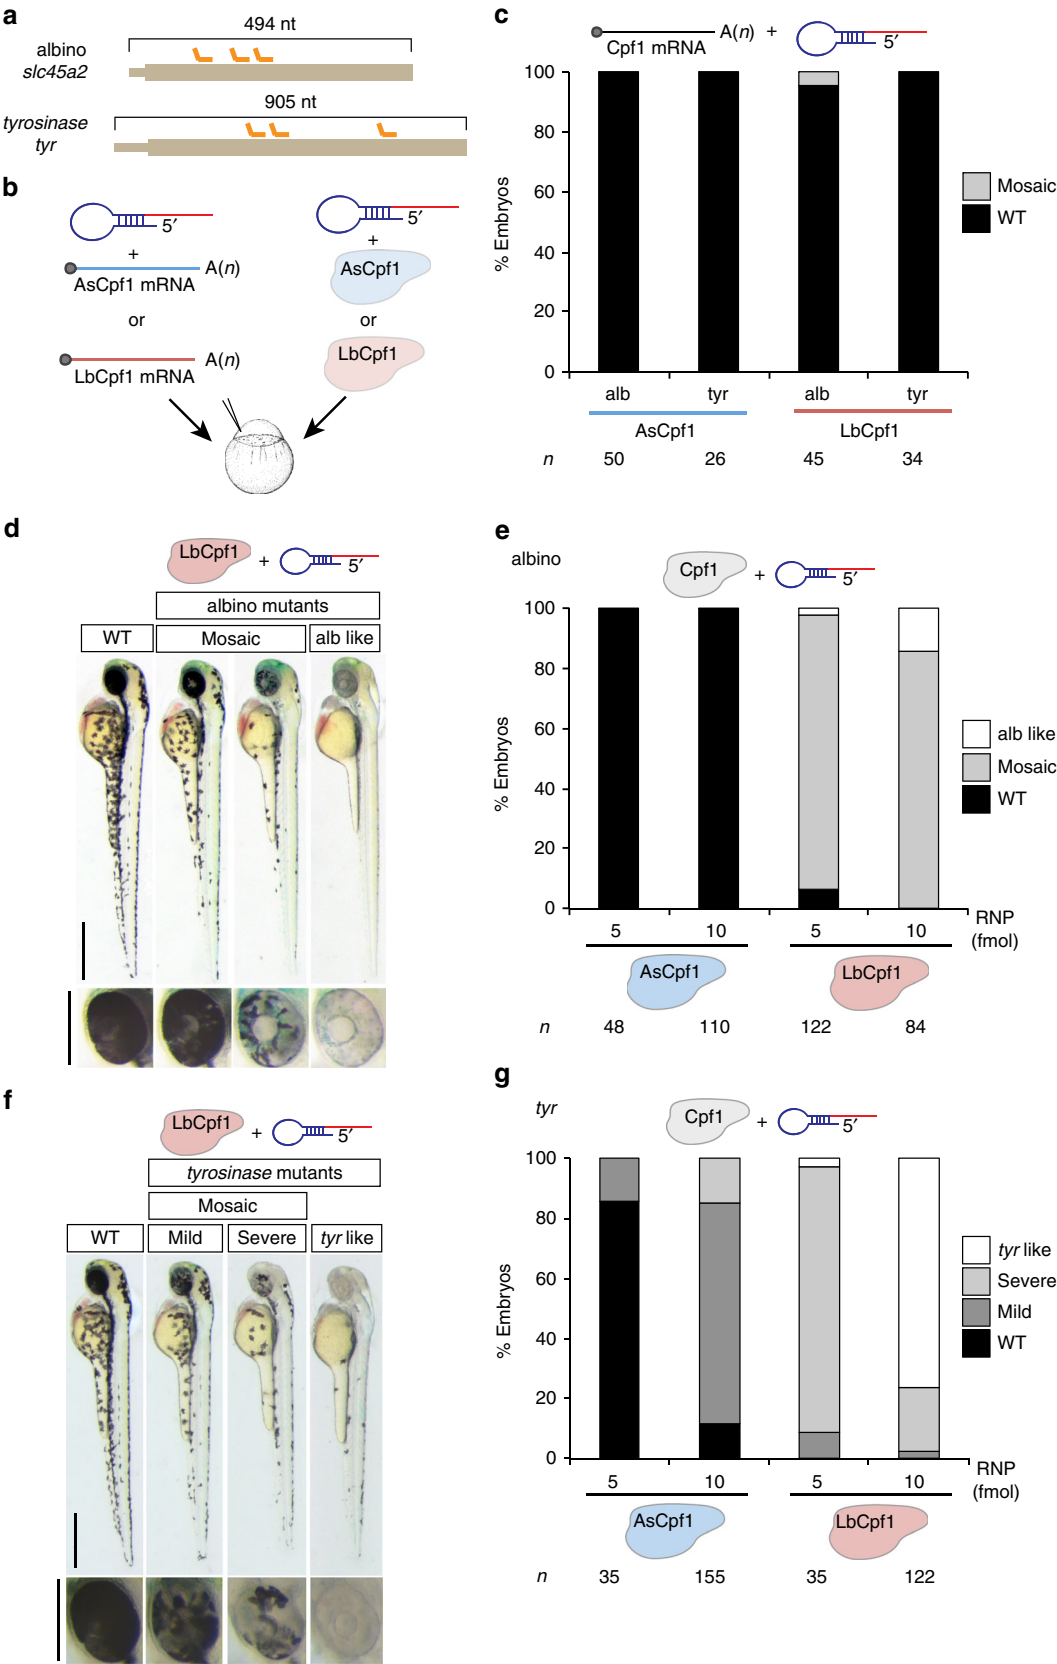 a
494 nt
albino
slc45a2
905 nt
tyrosinase
tyr
b
5′
5′
+
+
AsCpf1 mRNA
A(n)
AsCpf1
or
or
LbCpf1 mRNA
A(n)
LbCpf1
c
Cpf1 mRNA
A(n)
+
5′
% Embryos
100
80
60
40
20
0
Mosaic
WT
alb
tyr
alb
tyr
AsCpf1
LbCpf1
n
50
26
45
34
d
LbCpf1
+
5′
albino mutants
WT
Mosaic
alb like
e
albino
Cpf1
+
5′
% Embryos
100
80
60
40
20
0
alb like
Mosaic
WT
5
10
5
10
RNP
(fmol)
AsCpf1
LbCpf1
n
48
110
122
84
f
LbCpf1
+
5′
tyrosinase mutants
Mosaic
WT
Mild
Severe
tyr like
g
tyr
Cpf1
+
5′
% Embryos
100
80
60
40
20
0
tyr like
Severe
Mild
WT
5
10
5
10
RNP
(fmol)
AsCpf1
LbCpf1
n
35
155
35
122